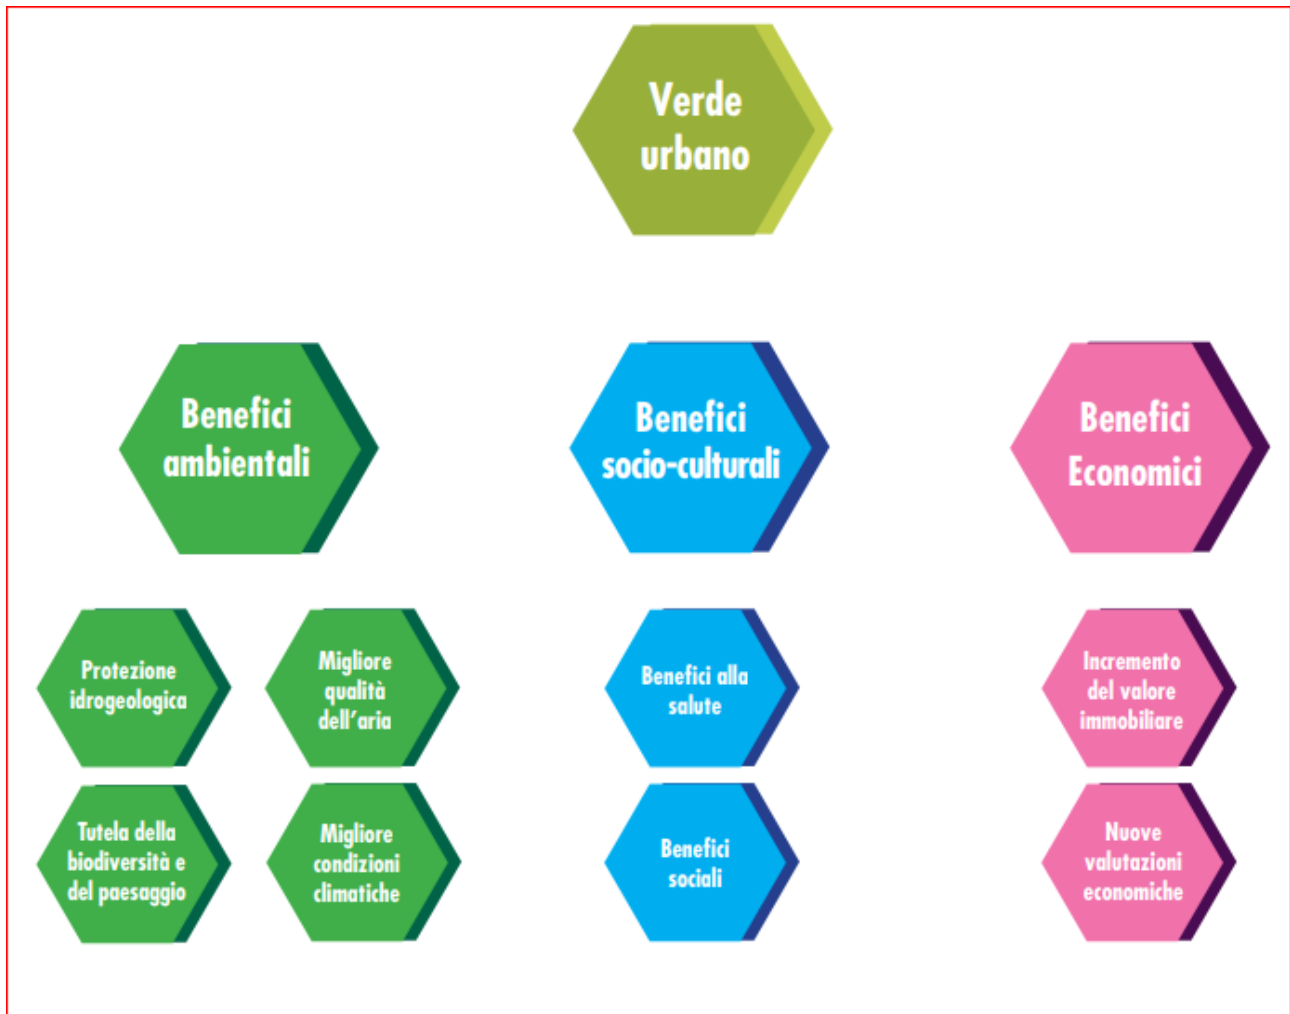 Verde
urbano
Benefici
ambientali
Benefici
socio-culturali
Benefici
Economici
Protezione
idrogeologica
Migliore
qualità
dell'aria
Benefici alla
salute
Incremento
del valore
immobiliare
Tutela della
biodiversità e
del paesaggio
Migliore
condizioni
climatiche
Benefici
sociali
Nuove
valutazioni
economiche